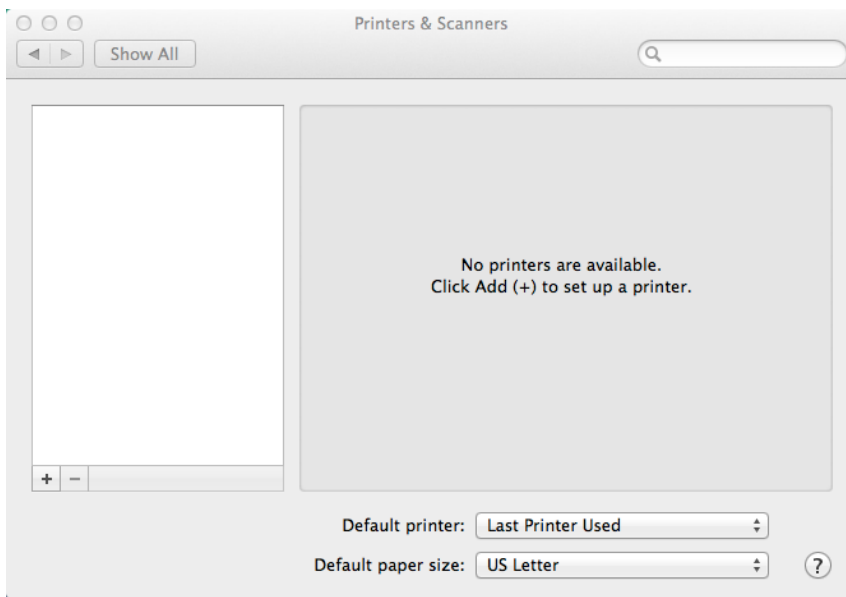 Printers & Scanners
Show All
No printers are available.
Click Add (+) to set up a printer.
+ −
Default printer: Last Printer Used
Default paper size: US Letter ?